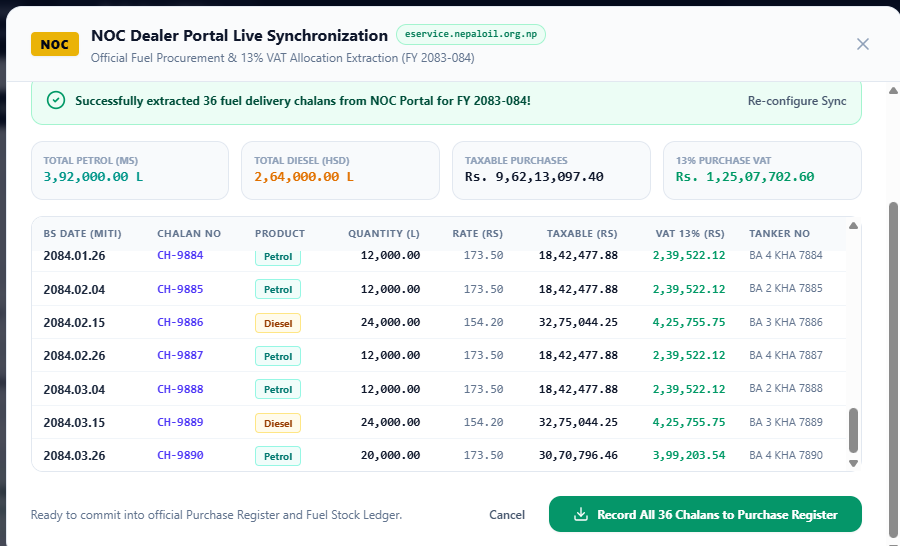 NOC
NOC Dealer Portal Live Synchronization
eservice.nepaloil.org.np
Official Fuel Procurement & 13% VAT Allocation Extraction (FY 2083-084)
Successfully extracted 36 fuel delivery chalans from NOC Portal for FY 2083-084!
Re-configure Sync
TOTAL PETROL (MS)
3,92,000.00 L
TOTAL DIESEL (HSD)
2,64,000.00 L
TAXABLE PURCHASES
Rs. 9,62,13,097.40
13% PURCHASE VAT
Rs. 1,25,07,702.60
BS DATE (MITI) CHALAN NO PRODUCT QUANTITY (L) RATE (RS) TAXABLE (RS) VAT 13% (RS) TANKER NO
2084.01.26 CH-9884 Petrol 12,000.00 173.50 18,42,477.88 2,39,522.12 BA 4 KHA 7884
2084.02.04 CH-9885 Petrol 12,000.00 173.50 18,42,477.88 2,39,522.12 BA 2 KHA 7885
2084.02.15 CH-9886 Diesel 24,000.00 154.20 32,75,044.25 4,25,755.75 BA 3 KHA 7886
2084.02.26 CH-9887 Petrol 12,000.00 173.50 18,42,477.88 2,39,522.12 BA 4 KHA 7887
2084.03.04 CH-9888 Petrol 12,000.00 173.50 18,42,477.88 2,39,522.12 BA 2 KHA 7888
2084.03.15 CH-9889 Diesel 24,000.00 154.20 32,75,044.25 4,25,755.75 BA 3 KHA 7889
2084.03.26 CH-9890 Petrol 20,000.00 173.50 30,70,796.46 3,99,203.54 BA 4 KHA 7890
Ready to commit into official Purchase Register and Fuel Stock Ledger.
Cancel
Record All 36 Chalans to Purchase Register